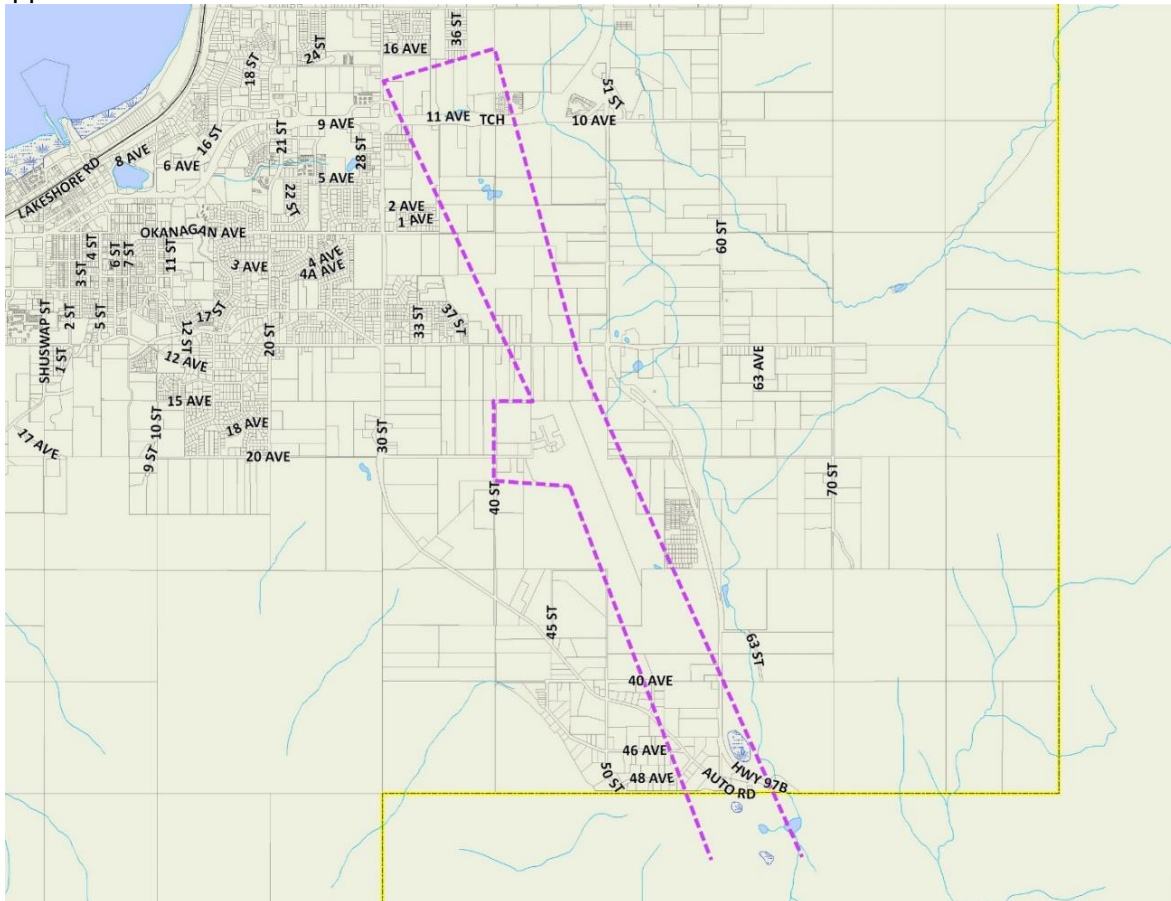 16 AVE
36 ST
24 ST
18 ST
51 ST
11 AVE
TCH
10 AVE
9 AVE
21 ST
16 ST
28 ST
8 AVE
6 AVE
5 AVE
LAKESHORE RD
22 ST
2 AVE
1 AVE
60 ST
OKANAGAN AVE
4 ST
6 ST
7 ST
11 ST
3 ST
3 AVE
4 AVE
4A AVE
SHUSWAP ST
2 ST
5 ST
17 ST
33 ST
37 ST
1 ST
12 ST
20 ST
12 AVE
63 AVE
15 AVE
10 ST
18 AVE
30 ST
17 AVE
9 ST
20 AVE
40 ST
70 ST
45 ST
63 ST
40 AVE
46 AVE
50 ST
48 AVE
AUTO RD
HWY 97B